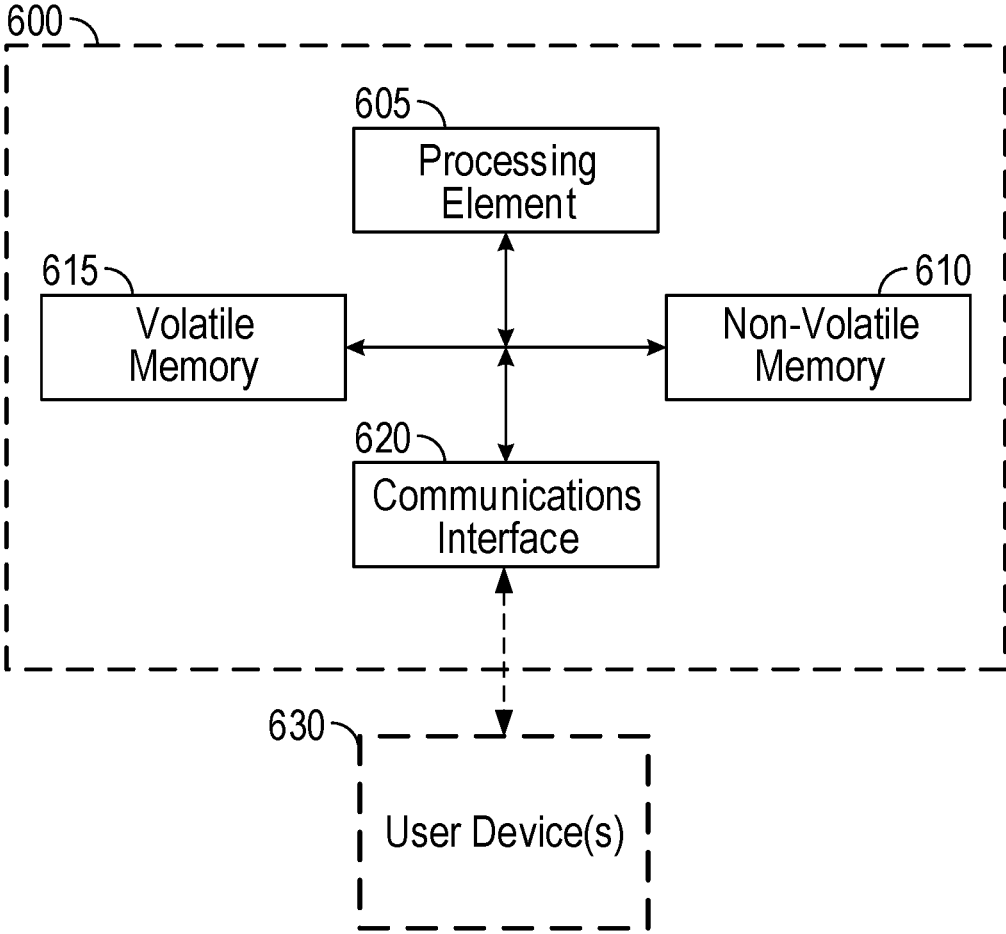 600
605
Processing
Element
615
Volatile
Memory
610
Non-Volatile
Memory
620
Communications
Interface
630
User Device(s)